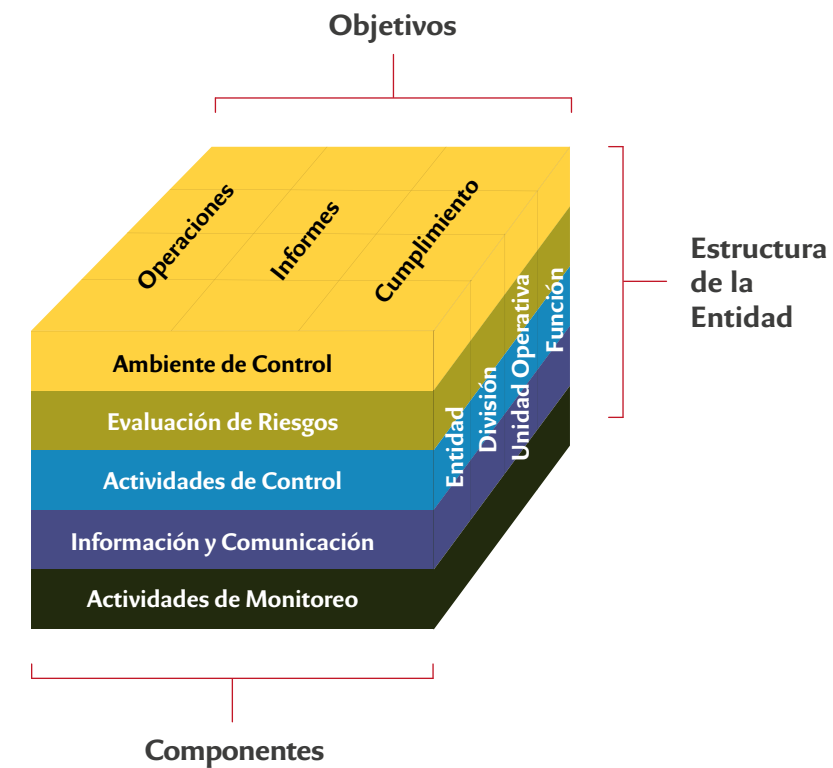 Objetivos
Operaciones
Informes
Cumplimiento
Estructura
de la
Entidad
Ambiente de Control
Evaluación de Riesgos
Actividades de Control
Información y Comunicación
Actividades de Monitoreo
Entidad
División
Unidad Operativa
Función
Componentes